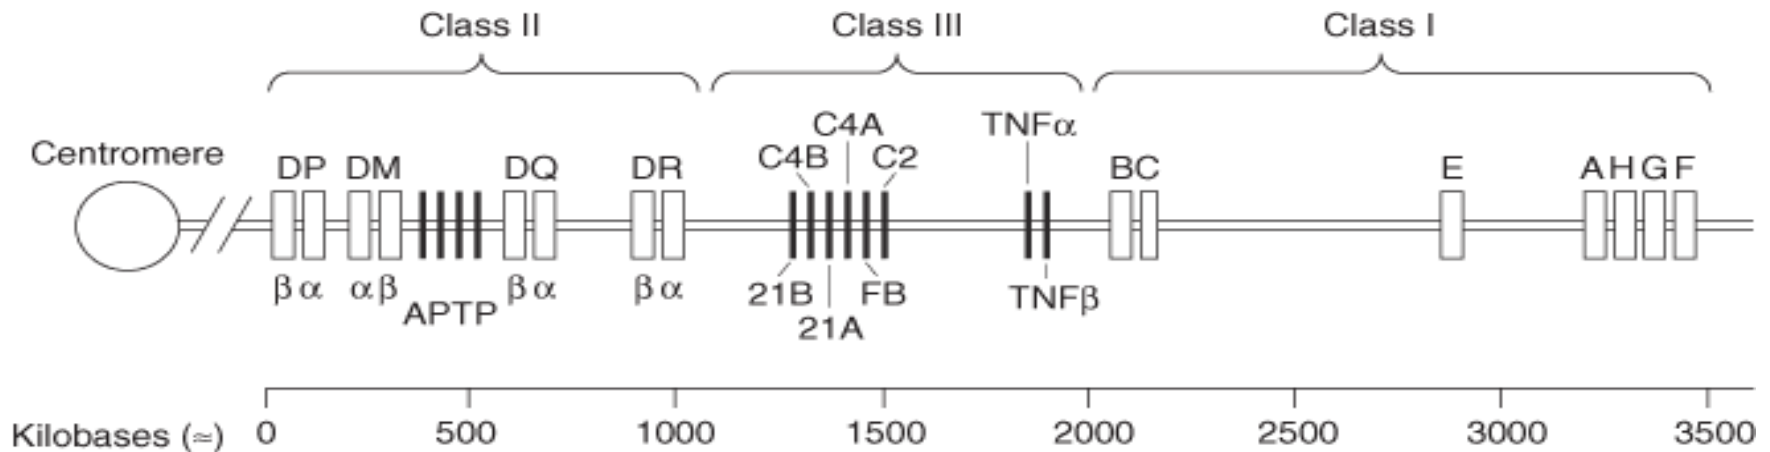 Class II Class III Class I
C4A TNFα
Centromere DP DM DQ DR C4B C2 BC E A H G F
β α α β β α β α 21B FB TNFβ
APTP 21A
Kilobases (≃) 0 500 1000 1500 2000 2500 3000 3500